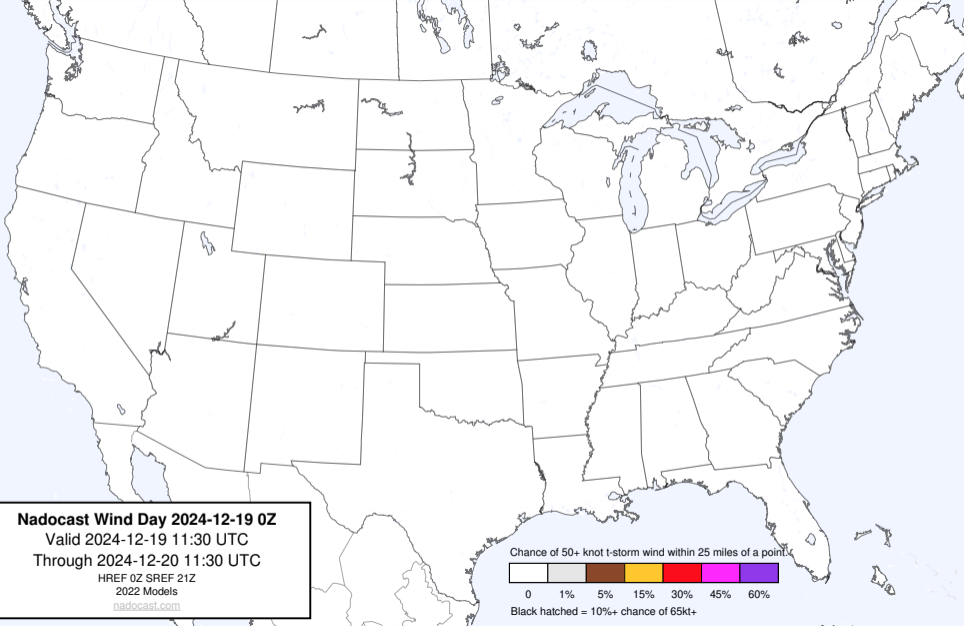 Nadocast Wind Day 2024-12-19 0Z
Valid 2024-12-19 11:30 UTC
Through 2024-12-20 11:30 UTC
HREF 0Z SREF 21Z
2022 Models
nadocast.com
Chance of 50+ knot t-storm wind within 25 miles of a point.
0 1% 5% 15% 30% 45% 60%
Black hatched = 10%+ chance of 65kt+